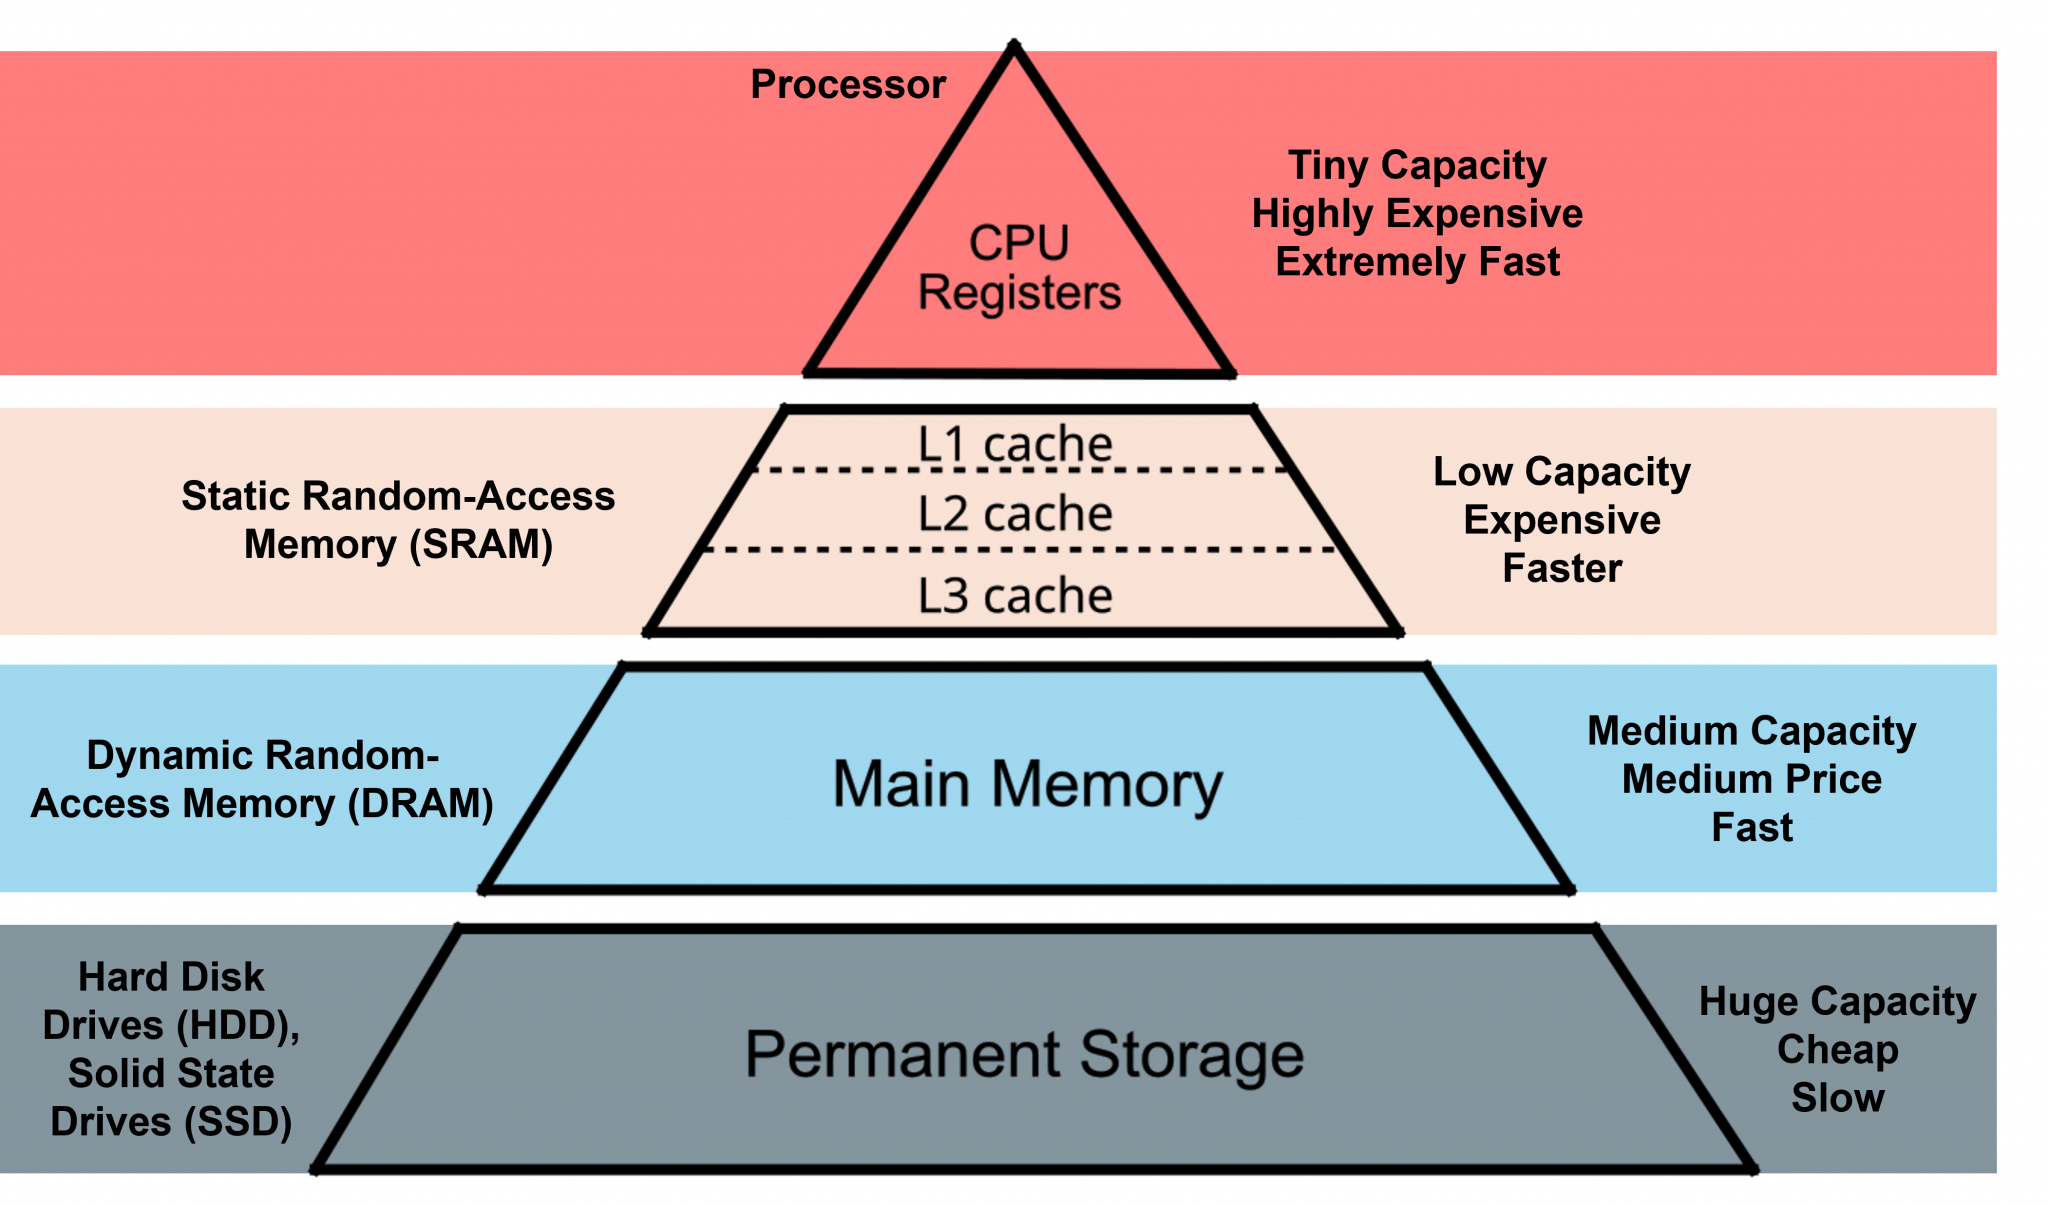 Processor
CPU
Registers
Tiny Capacity
Highly Expensive
Extremely Fast
Static Random-Access
Memory (SRAM)
L1 cache
L2 cache
L3 cache
Low Capacity
Expensive
Faster
Dynamic Random-
Access Memory (DRAM)
Main Memory
Medium Capacity
Medium Price
Fast
Hard Disk
Drives (HDD),
Solid State
Drives (SSD)
Permanent Storage
Huge Capacity
Cheap
Slow